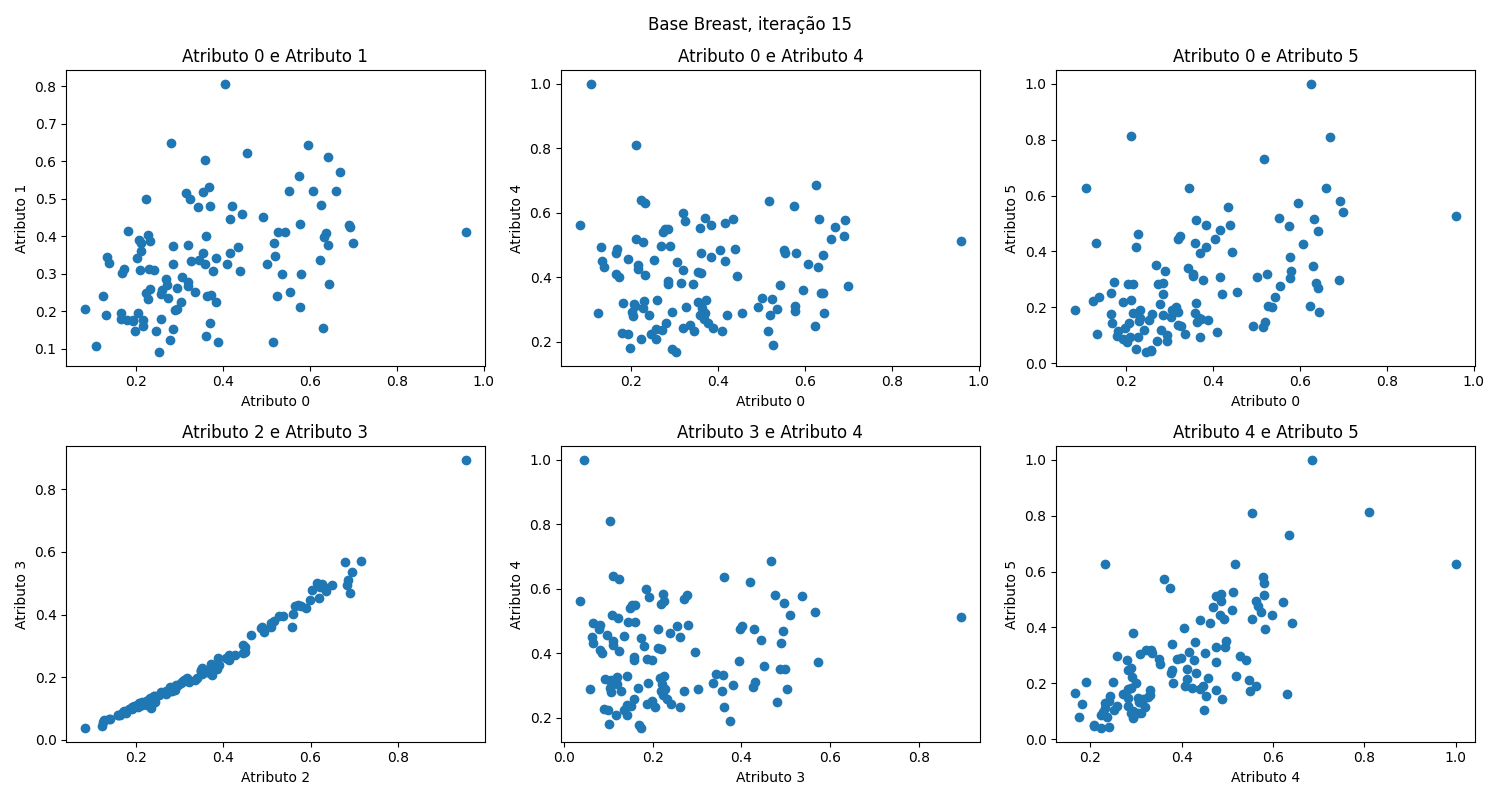 Base Breast, iteração 15
Atributo 0 e Atributo 1
Atributo 1
0.8
0.7
0.6
0.5
0.4
0.3
0.2
0.1
0.2 0.4 0.6 0.8 1.0
Atributo 0
Atributo 0 e Atributo 4
Atributo 4
1.0
0.8
0.6
0.4
0.2
0.2 0.4 0.6 0.8 1.0
Atributo 0
Atributo 0 e Atributo 5
Atributo 5
1.0
0.8
0.6
0.4
0.2
0.0
0.2 0.4 0.6 0.8 1.0
Atributo 0
Atributo 2 e Atributo 3
Atributo 3
0.8
0.6
0.4
0.2
0.0
0.2 0.4 0.6 0.8
Atributo 2
Atributo 3 e Atributo 4
Atributo 4
1.0
0.8
0.6
0.4
0.2
0.0 0.2 0.4 0.6 0.8
Atributo 3
Atributo 4 e Atributo 5
Atributo 5
1.0
0.8
0.6
0.4
0.2
0.0
0.2 0.4 0.6 0.8 1.0
Atributo 4